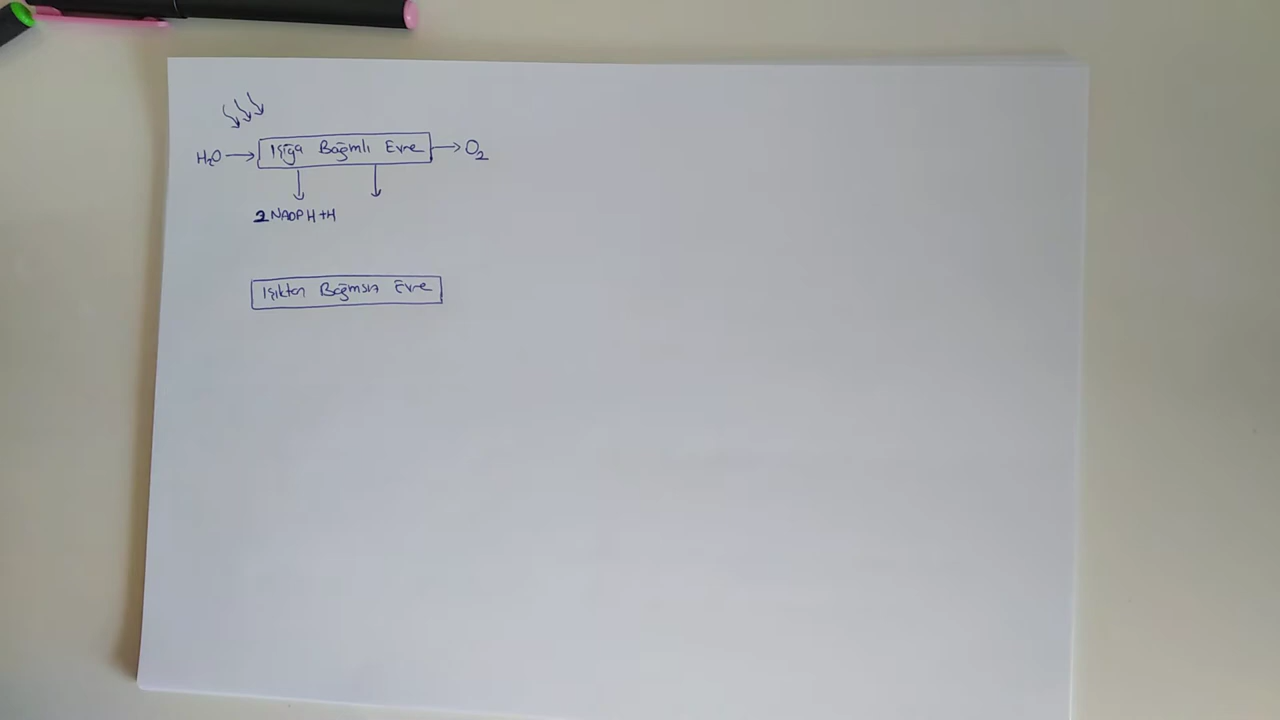 H₂O → Işığa Bağımlı Evre → O₂
2 NADPH+H
Işıktan Bağımsız Evre